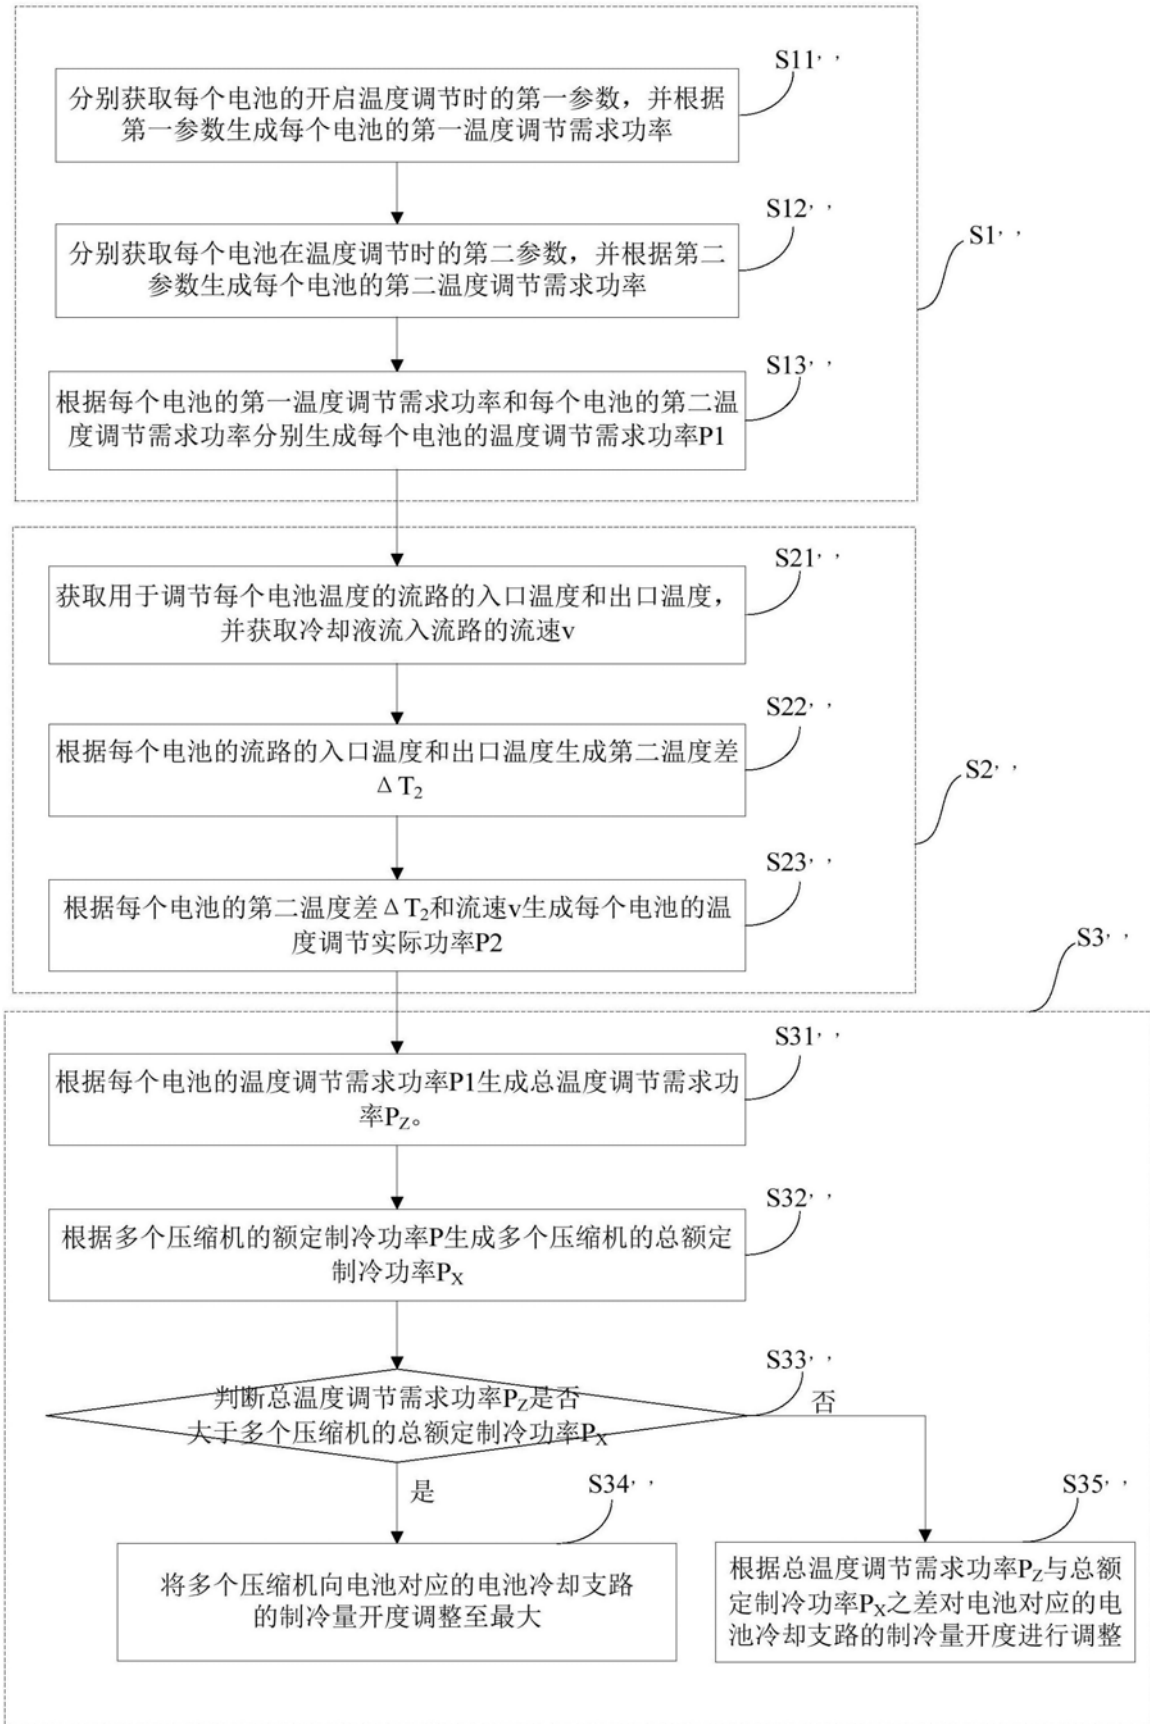 S11, ,
分别获取每个电池的开启温度调节时的第一参数，并根据
第一参数生成每个电池的第一温度调节需求功率
S12, ,
分别获取每个电池在温度调节时的第二参数，并根据第二
参数生成每个电池的第二温度调节需求功率
S1, ,
S13, ,
根据每个电池的第一温度调节需求功率和每个电池的第二温
度调节需求功率分别生成每个电池的温度调节需求功率P1
S21, ,
获取用于调节每个电池温度的流路的入口温度和出口温度，
并获取冷却液流入流路的流速v
S22, ,
根据每个电池的流路的入口温度和出口温度生成第二温度差
ΔT₂
S2, ,
S23, ,
根据每个电池的第二温度差ΔT₂和流速v生成每个电池的温
度调节实际功率P2
S3, ,
S31, ,
根据每个电池的温度调节需求功率P1生成总温度调节需求功
率PZ。
S32, ,
根据多个压缩机的额定制冷功率P生成多个压缩机的总额定
制冷功率PX
S33, ,
判断总温度调节需求功率PZ是否
大于多个压缩机的总额定制冷功率PX
否
是
S34, ,
将多个压缩机向电池对应的电池冷却支路
的制冷量开度调整至最大
S35, ,
根据总温度调节需求功率PZ与总额
定制冷功率PX之差对电池对应的电
池冷却支路的制冷量开度进行调整